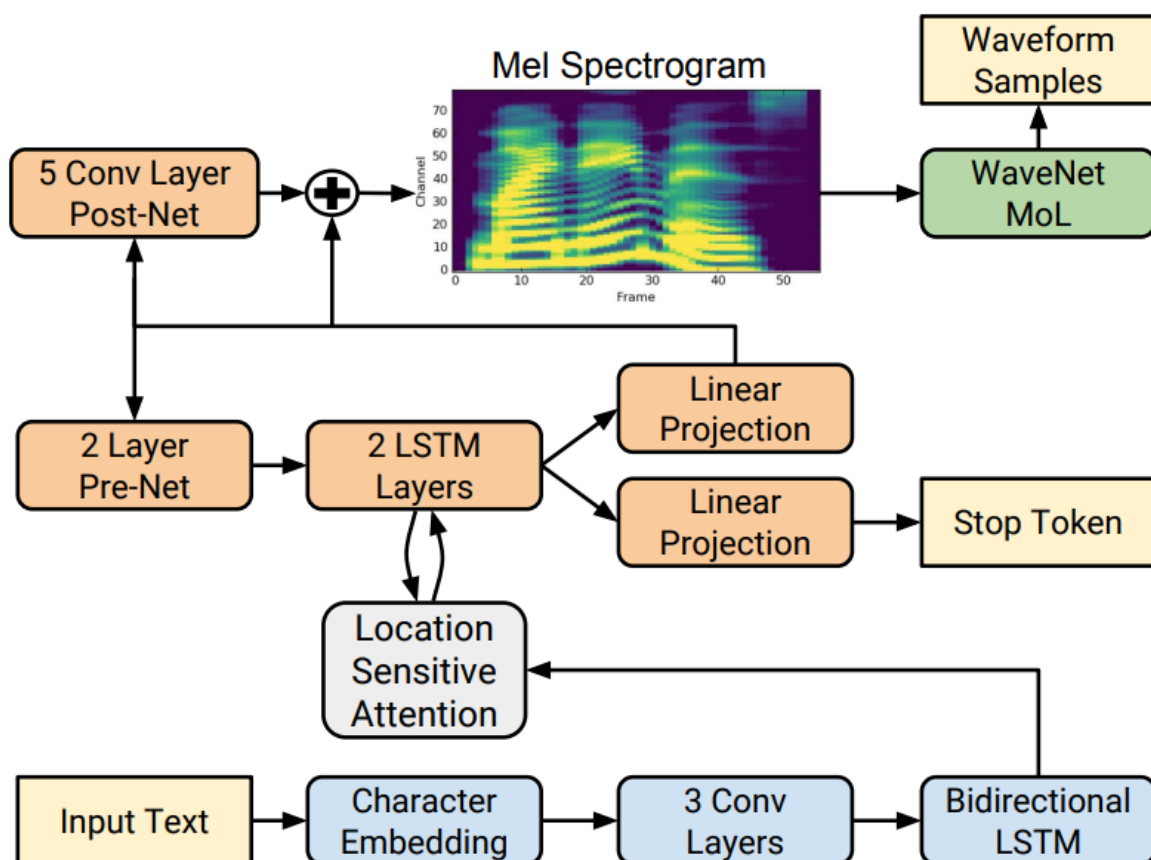 Waveform
Samples
Mel Spectrogram
5 Conv Layer
Post-Net
Channel
70
60
50
40
30
20
10
0
0 10 20 30 40 50
Frame
WaveNet
MoL
2 Layer
Pre-Net
2 LSTM
Layers
Linear
Projection
Linear
Projection
Stop Token
Location
Sensitive
Attention
Input Text
Character
Embedding
3 Conv
Layers
Bidirectional
LSTM